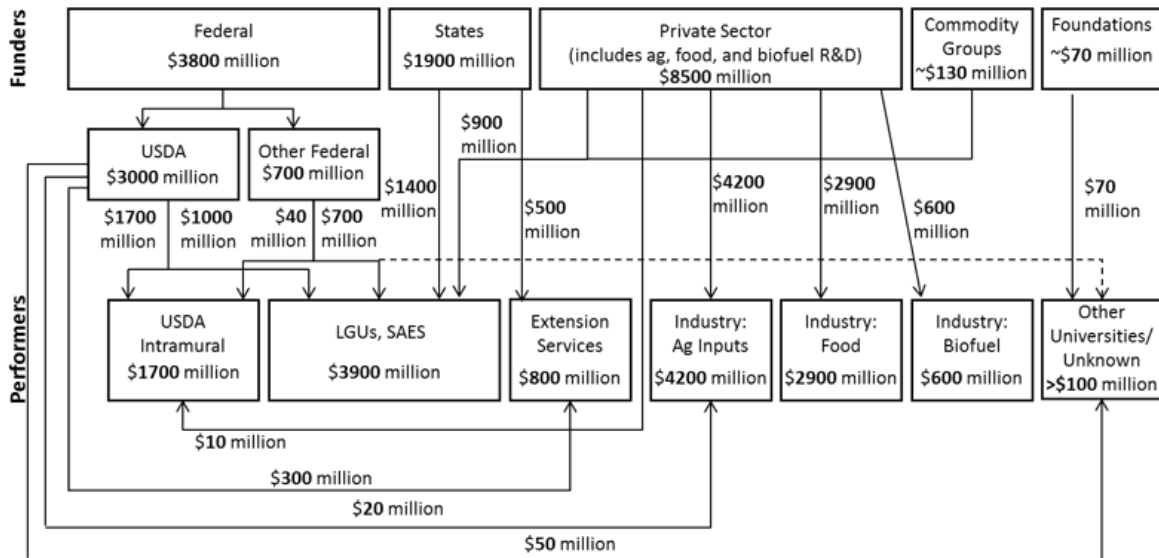 Funders
Federal
$3800 million
States
$1900 million
Private Sector
(includes ag, food, and biofuel R&D)
$8500 million
Commodity
Groups
~$130 million
Foundations
~$70 million
USDA
$3000 million
Other Federal
$700 million
$1700
million
$1000
million
$40
million
$700
million
$1400
million
$900
million
$500
million
$4200
million
$2900
million
$600
million
$70
million
Performers
USDA
Intramural
$1700 million
LGUs, SAES
$3900 million
Extension
Services
$800 million
Industry:
Ag Inputs
$4200 million
Industry:
Food
$2900 million
Industry:
Biofuel
$600 million
Other
Universities/
Unknown
>$100 million
$10 million
$300 million
$20 million
$50 million